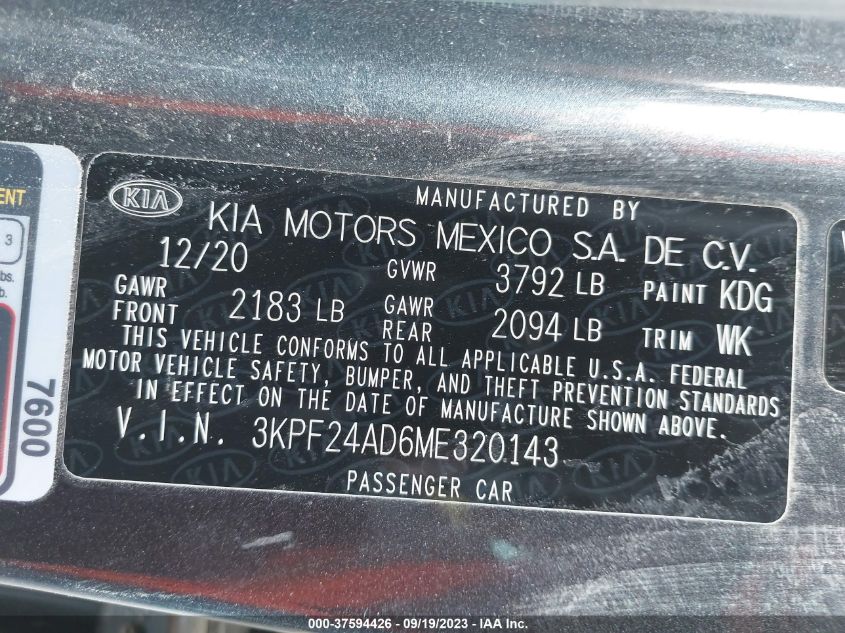 KIA
MANUFACTURED BY
KIA MOTORS MEXICO S.A. DE C.V.
12/20 GVWR 3792 LB PAINT KDG
GAWR FRONT 2183 LB GAWR REAR 2094 LB TRIM WK
THIS VEHICLE CONFORMS TO ALL APPLICABLE U.S.A. FEDERAL
MOTOR VEHICLE SAFETY, BUMPER, AND THEFT PREVENTION STANDARDS
IN EFFECT ON THE DATE OF MANUFACTURE SHOWN ABOVE.
V.I.N. 3KPF24AD6ME320143
PASSENGER CAR
3
7600
000-37594426 - 09/19/2023 - IAA Inc.